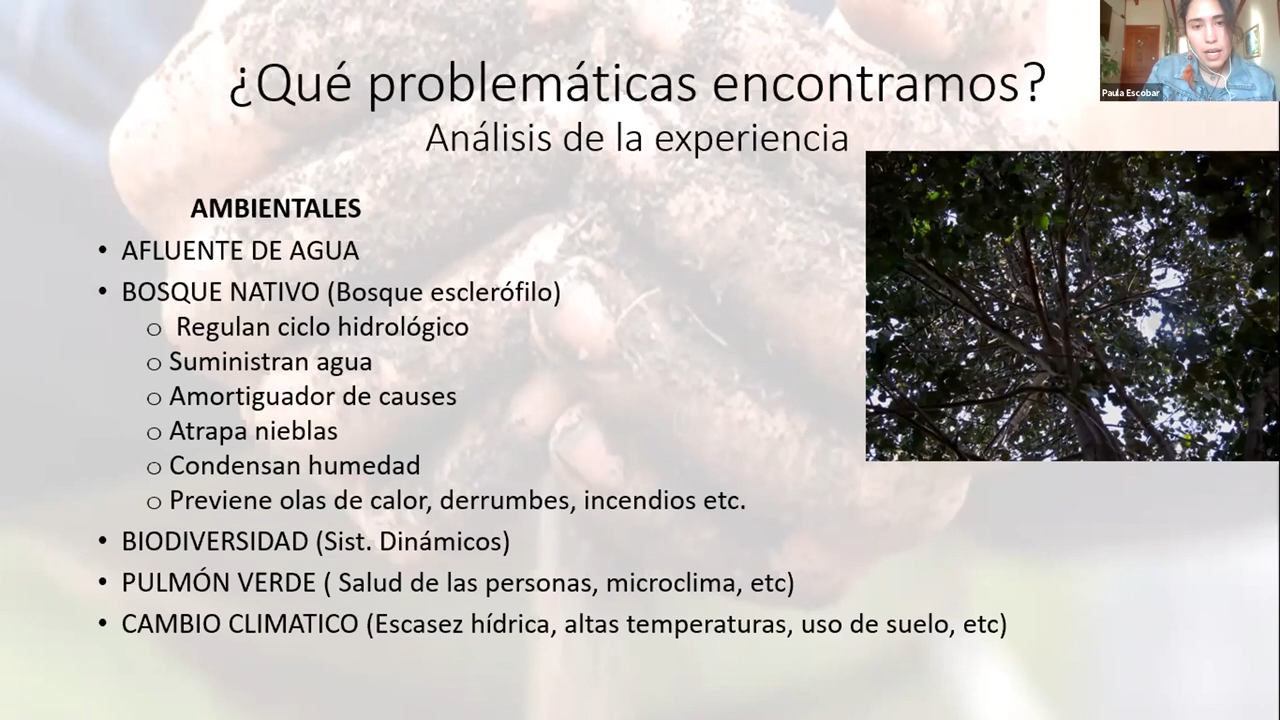 ¿Qué problemáticas encontramos?
Análisis de la experiencia
Paula Escobar
AMBIENTALES
• AFLUENTE DE AGUA
• BOSQUE NATIVO (Bosque esclerófilo)
o Regulan ciclo hidrológico
o Suministran agua
o Amortiguador de causes
o Atrapa nieblas
o Condensan humedad
o Previene olas de calor, derrumbes, incendios etc.
• BIODIVERSIDAD (Sist. Dinámicos)
• PULMÓN VERDE ( Salud de las personas, microclima, etc)
• CAMBIO CLIMATICO (Escasez hídrica, altas temperaturas, uso de suelo, etc)